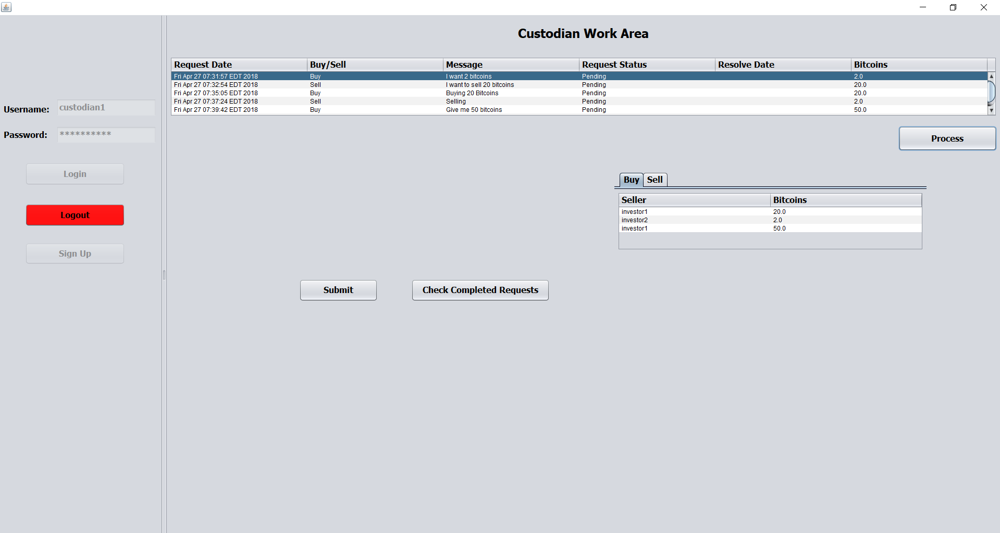 Custodian Work Area
Request Date Buy/Sell Message Request Status Resolve Date Bitcoins
Fri Apr 27 07:31:57 EDT 2018 Buy I want 2 bitcoins Pending 2.0
Fri Apr 27 07:32:54 EDT 2018 Sell I want to sell 20 bitcoins Pending 20.0
Fri Apr 27 07:35:05 EDT 2018 Buy Buying 20 Bitcoins Pending 20.0
Fri Apr 27 07:37:24 EDT 2018 Sell Selling Pending 2.0
Fri Apr 27 07:39:42 EDT 2018 Buy Give me 50 bitcoins Pending 50.0
Username: custodian1
Password: **********
Login
Logout
Sign Up
Process
Buy Sell
Seller Bitcoins
investor1 20.0
investor2 2.0
investor1 50.0
Submit Check Completed Requests